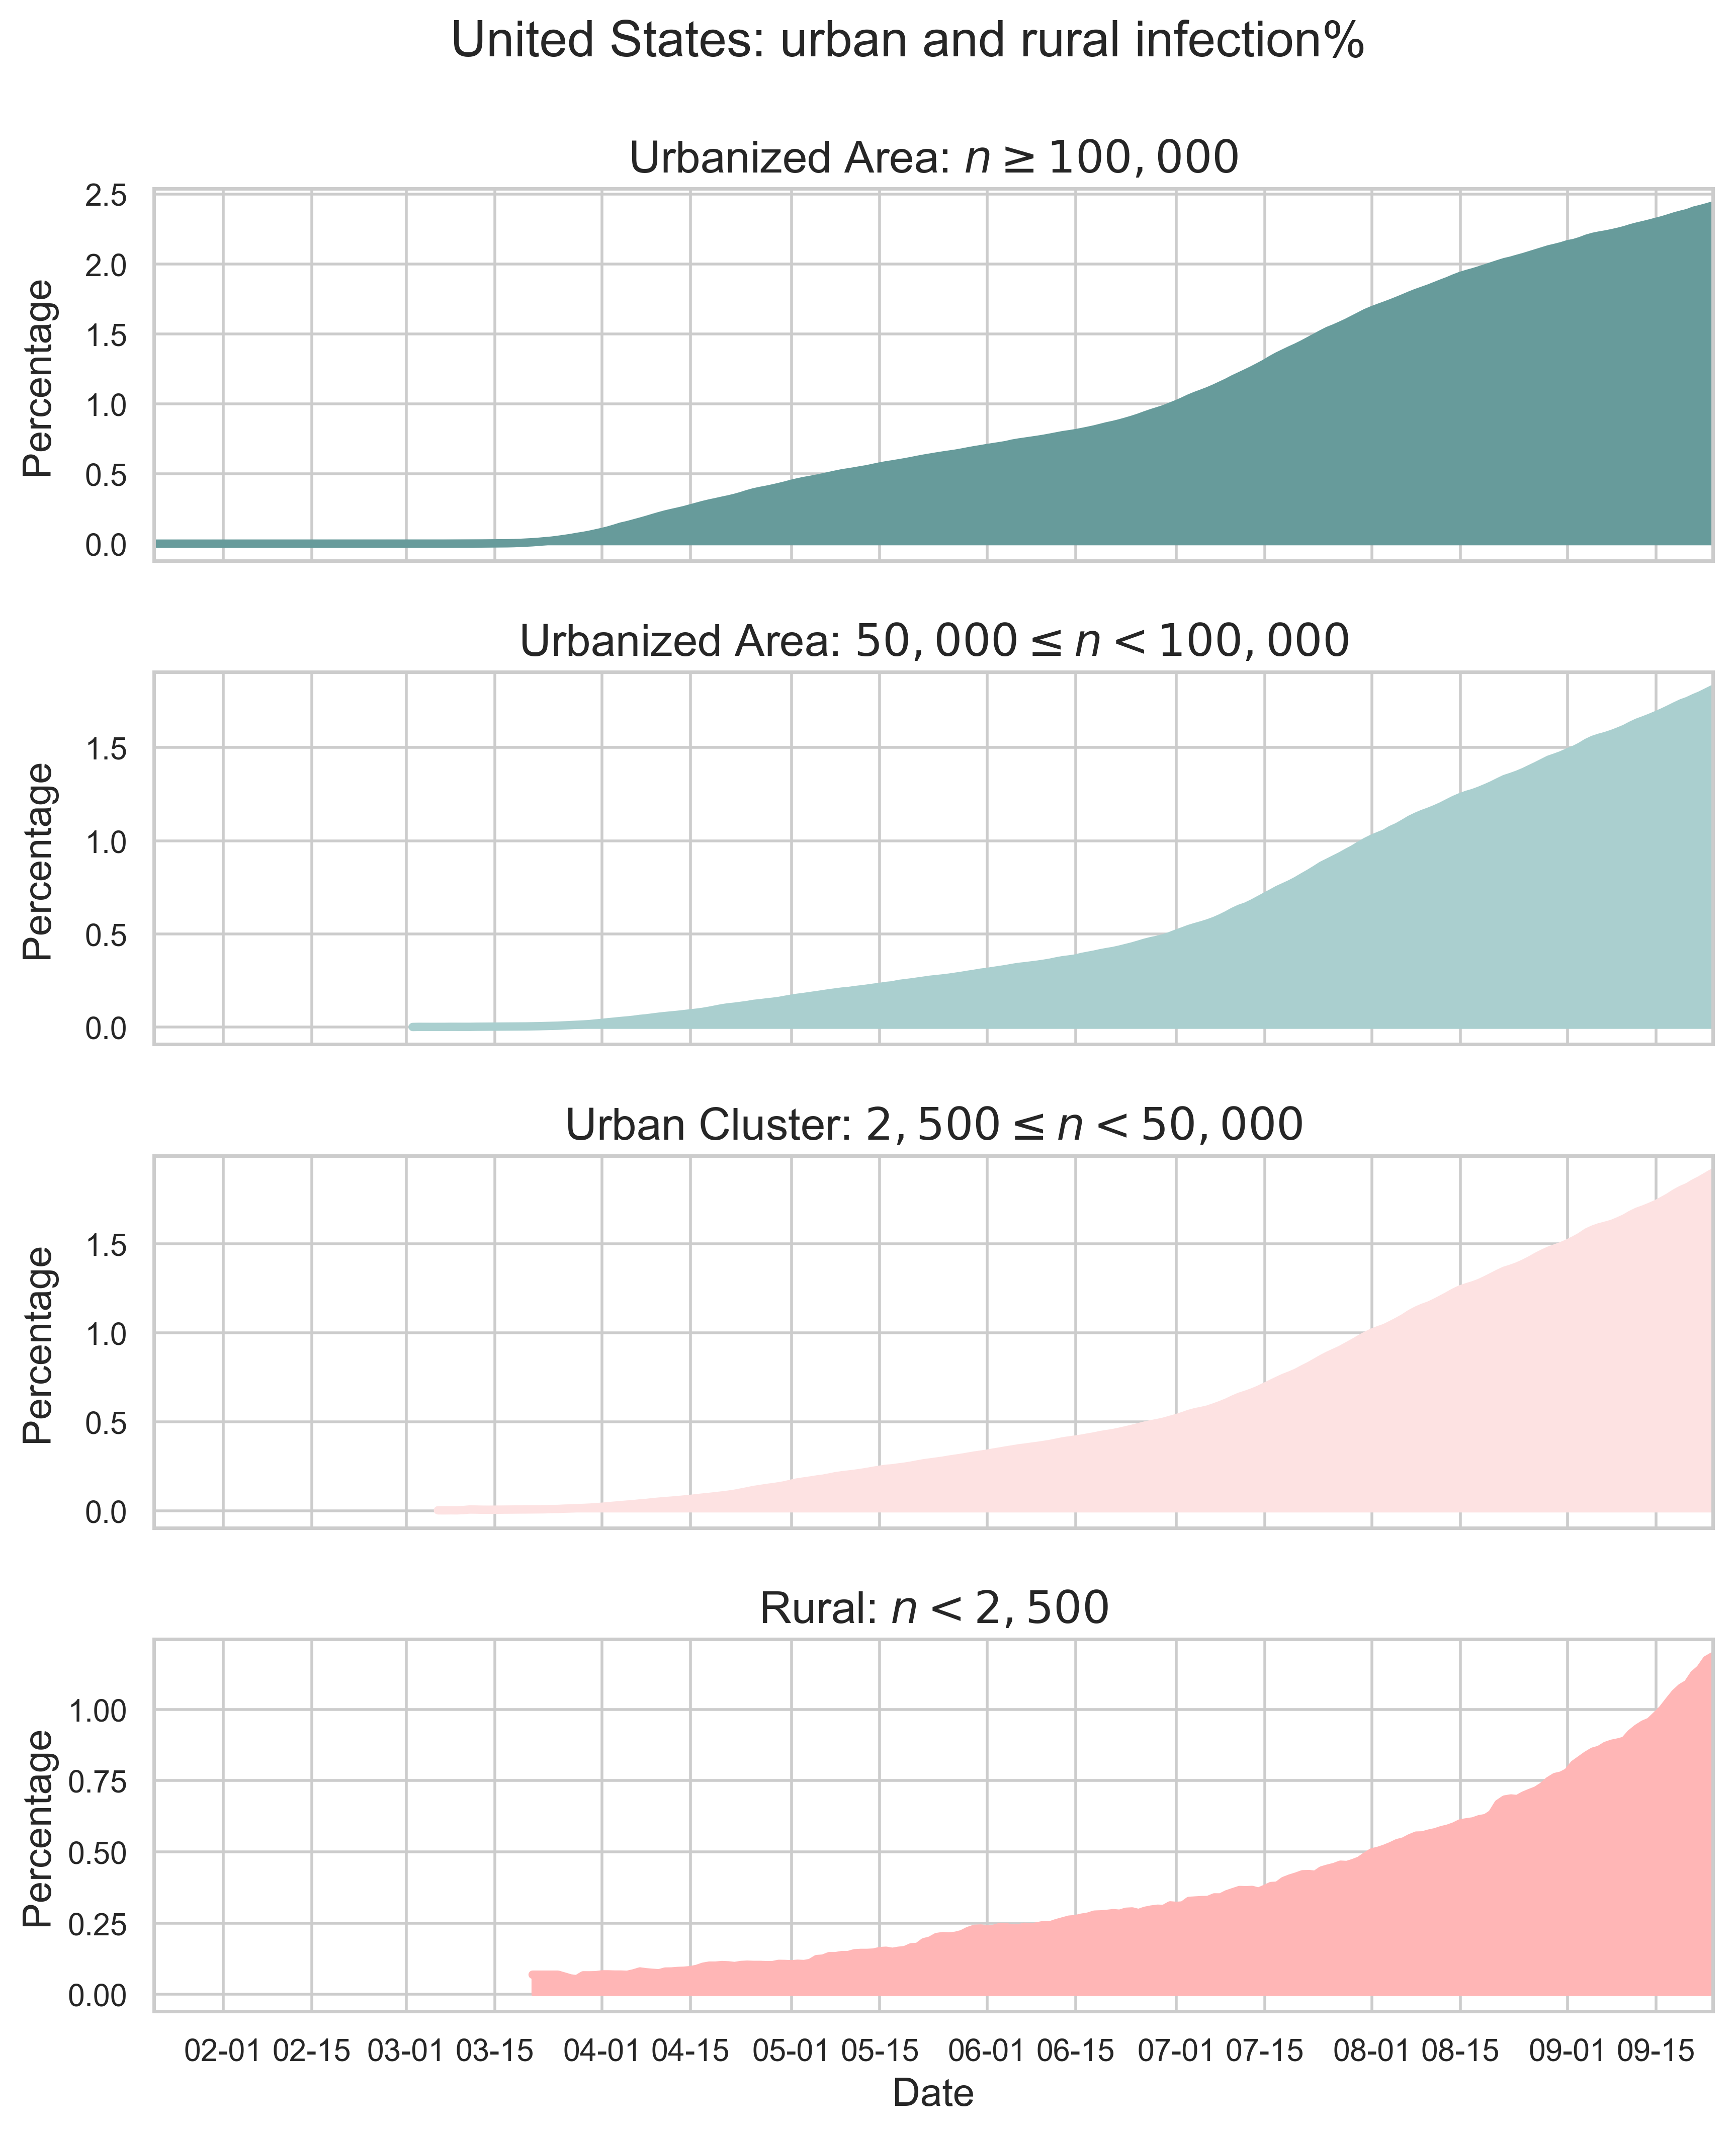 United States: urban and rural infection%
Urbanized Area: n ≥ 100,000
Percentage
2.5
2.0
1.5
1.0
0.5
0.0
Urbanized Area: 50,000 ≤ n < 100,000
Percentage
1.5
1.0
0.5
0.0
Urban Cluster: 2,500 ≤ n < 50,000
Percentage
1.5
1.0
0.5
0.0
Rural: n < 2,500
Percentage
1.00
0.75
0.50
0.25
0.00
02-01 02-15 03-01 03-15 04-01 04-15 05-01 05-15 06-01 06-15 07-01 07-15 08-01 08-15 09-01 09-15
Date